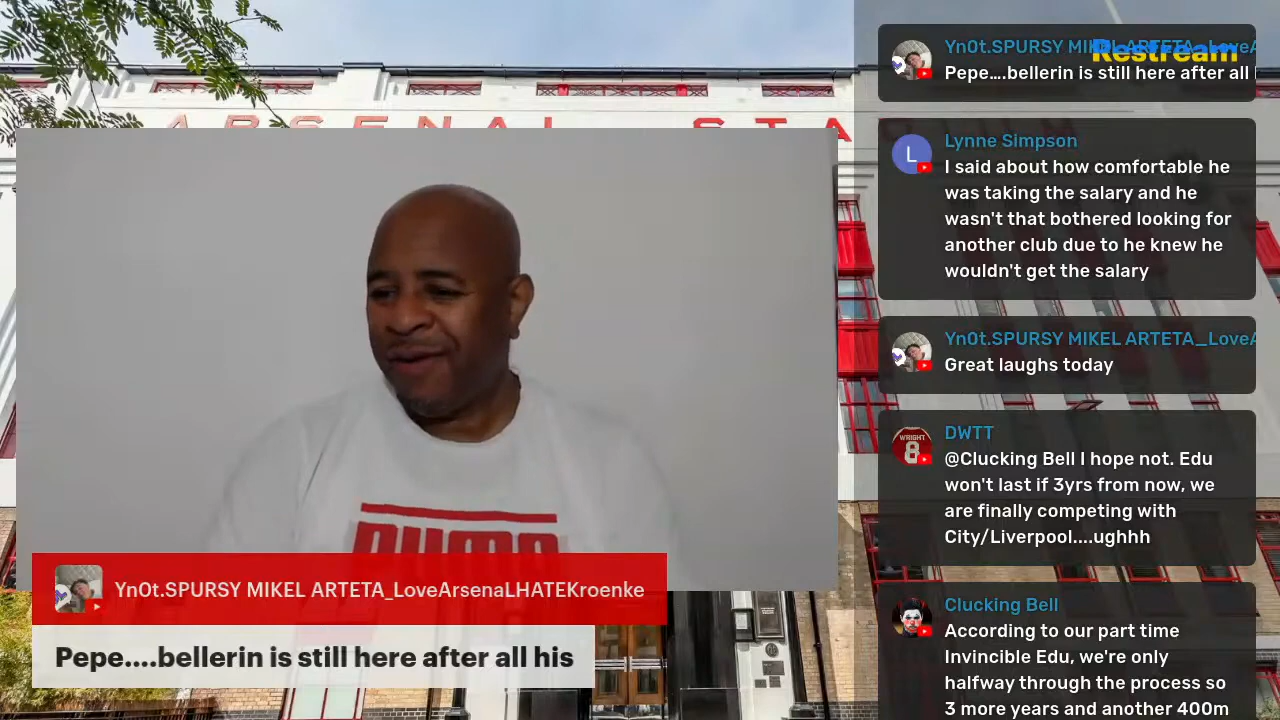 Restream
Yn0t.SPURSY MIKEL ARTETA_LoveA
Pepe....bellerin is still here after all
L
Lynne Simpson
I said about how comfortable he
was taking the salary and he
wasn't that bothered looking for
another club due to he knew he
wouldn't get the salary
Yn0t.SPURSY MIKEL ARTETA_LoveA
Great laughs today
WRIGHT
8
DWTT
@Clucking Bell I hope not. Edu
won't last if 3yrs from now, we
are finally competing with
City/Liverpool....ughhh
Clucking Bell
According to our part time
Invincible Edu, we're only
halfway through the process so
3 more years and another 400m
ARSENAL STA
PUMA
Yn0t.SPURSY MIKEL ARTETA_LoveArsenaLHATEKroenke
Pepe....bellerin is still here after all his